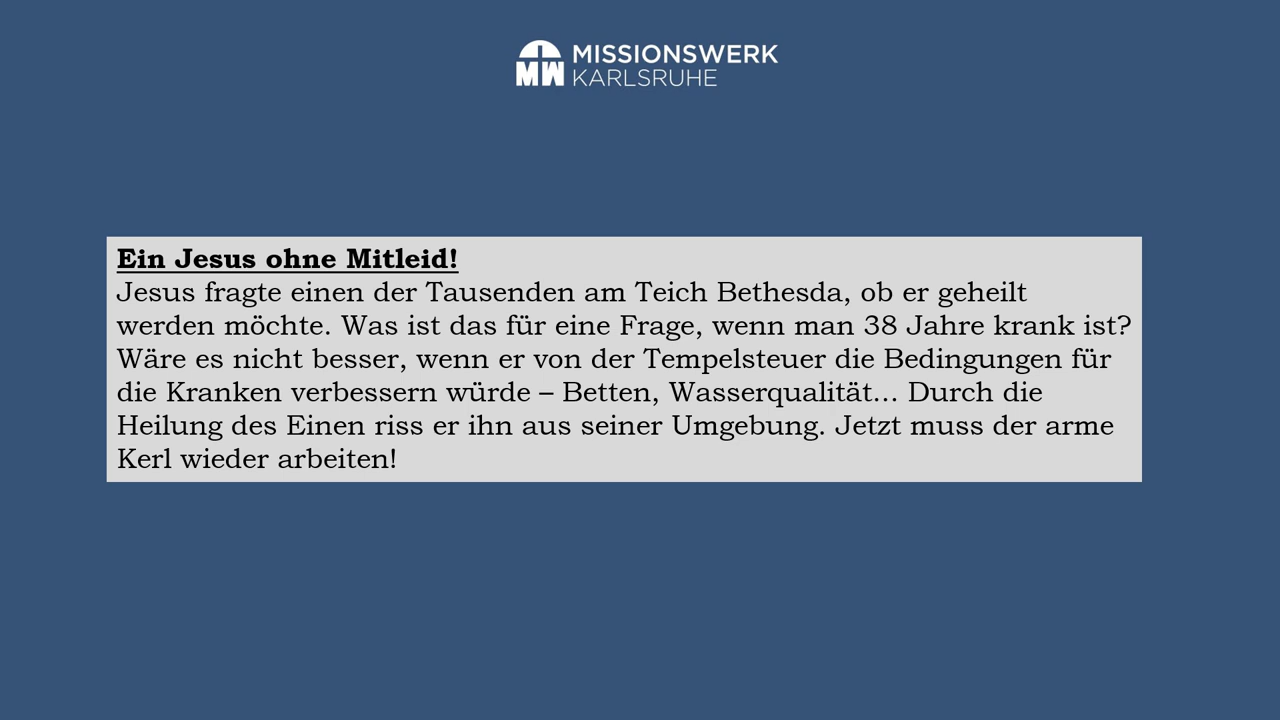 MW
MISSIONSWERK
KARLSRUHE
Ein Jesus ohne Mitleid!
Jesus fragte einen der Tausenden am Teich Bethesda, ob er geheilt
werden möchte. Was ist das für eine Frage, wenn man 38 Jahre krank ist?
Wäre es nicht besser, wenn er von der Tempelsteuer die Bedingungen für
die Kranken verbessern würde – Betten, Wasserqualität... Durch die
Heilung des Einen riss er ihn aus seiner Umgebung. Jetzt muss der arme
Kerl wieder arbeiten!